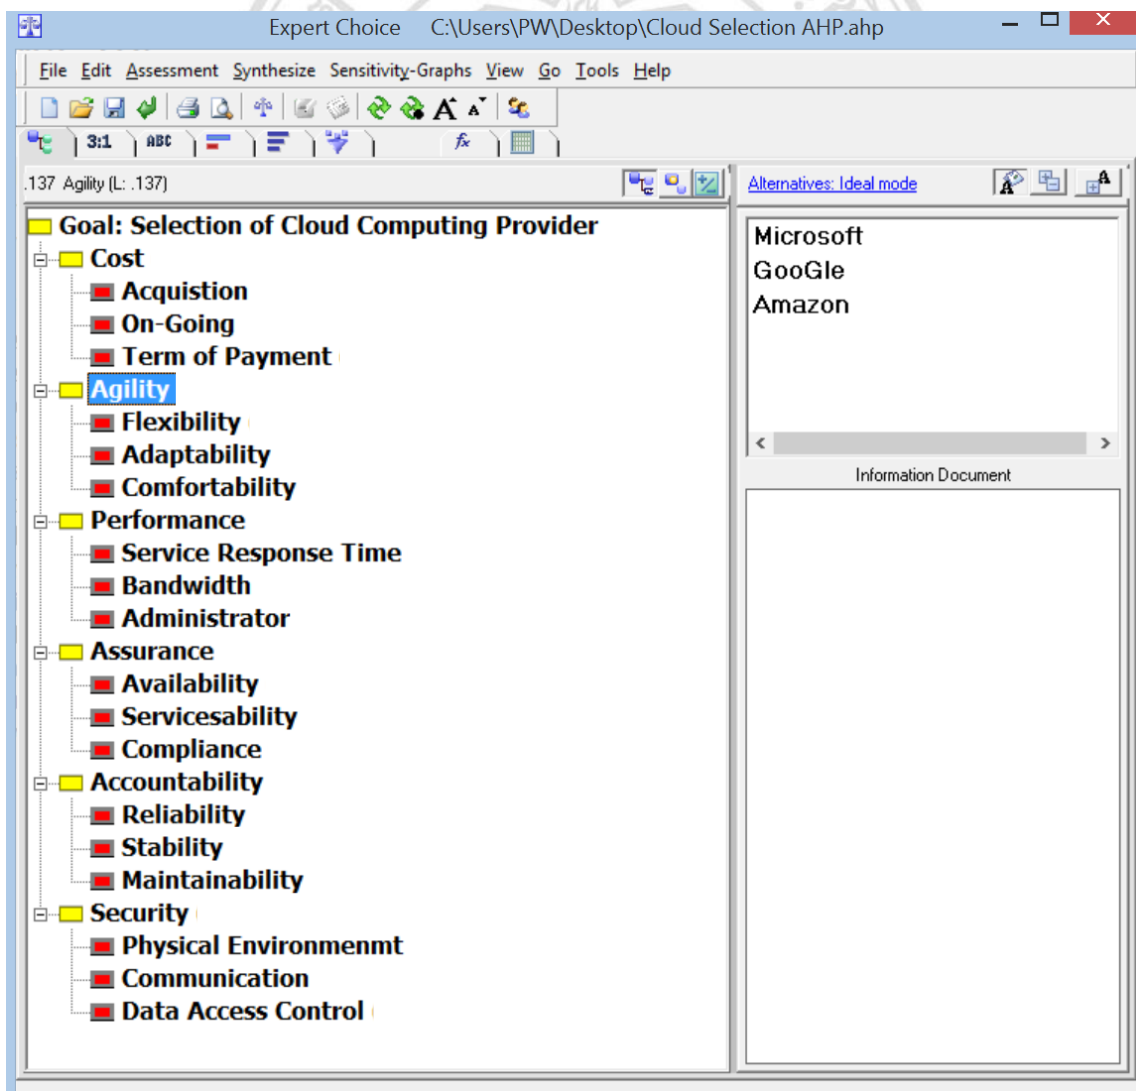 Expert Choice C:\Users\PW\Desktop\Cloud Selection AHP.ahp
File Edit Assessment Synthesize Sensitivity-Graphs View Go Tools Help
3:1 ABC fx
.137 Agility (L: .137)
Alternatives: Ideal mode
Goal: Selection of Cloud Computing Provider
Cost
Acquistion
On-Going
Term of Payment
Agility
Flexibility
Adaptability
Comfortability
Performance
Service Response Time
Bandwidth
Administrator
Assurance
Availability
Servicesability
Compliance
Accountability
Reliability
Stability
Maintainability
Security
Physical Environmenmt
Communication
Data Access Control
Microsoft
GooGle
Amazon
Information Document